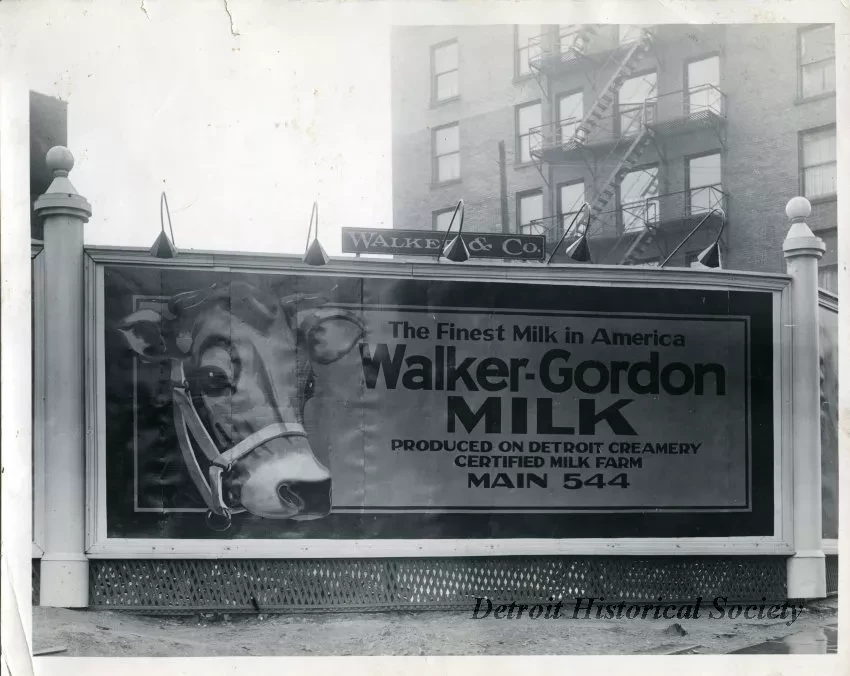 WALKER & CO.
The Finest Milk in America
Walker-Gordon
MILK
PRODUCED ON DETROIT CREAMERY
CERTIFIED MILK FARM
MAIN 544
Detroit Historical Society